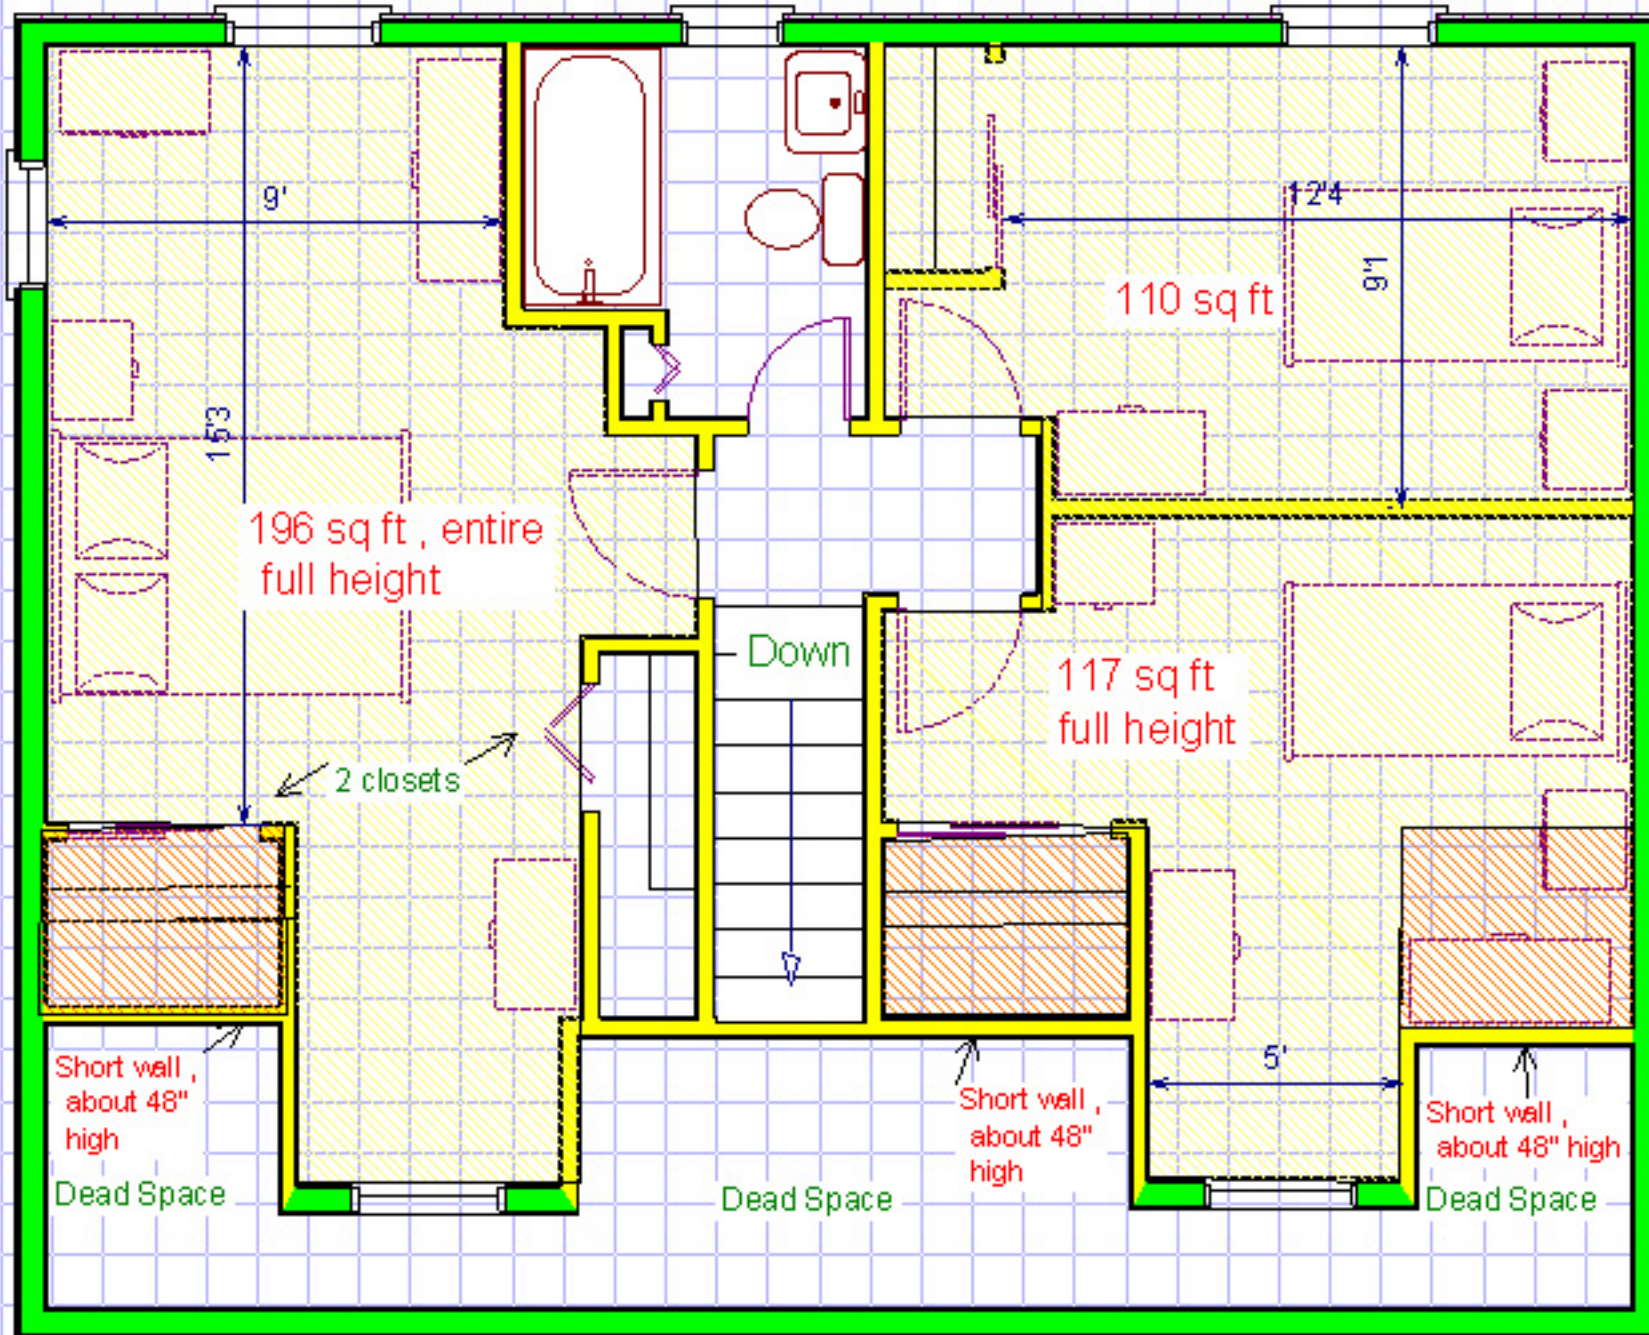 9'
12'4
9'1
110 sq ft
15'3
196 sq ft , entire
full height
Down
117 sq ft
full height
2 closets
5'
Short wall ,
about 48"
high
Short wall ,
about 48"
high
Short wall ,
about 48" high
Dead Space
Dead Space
Dead Space